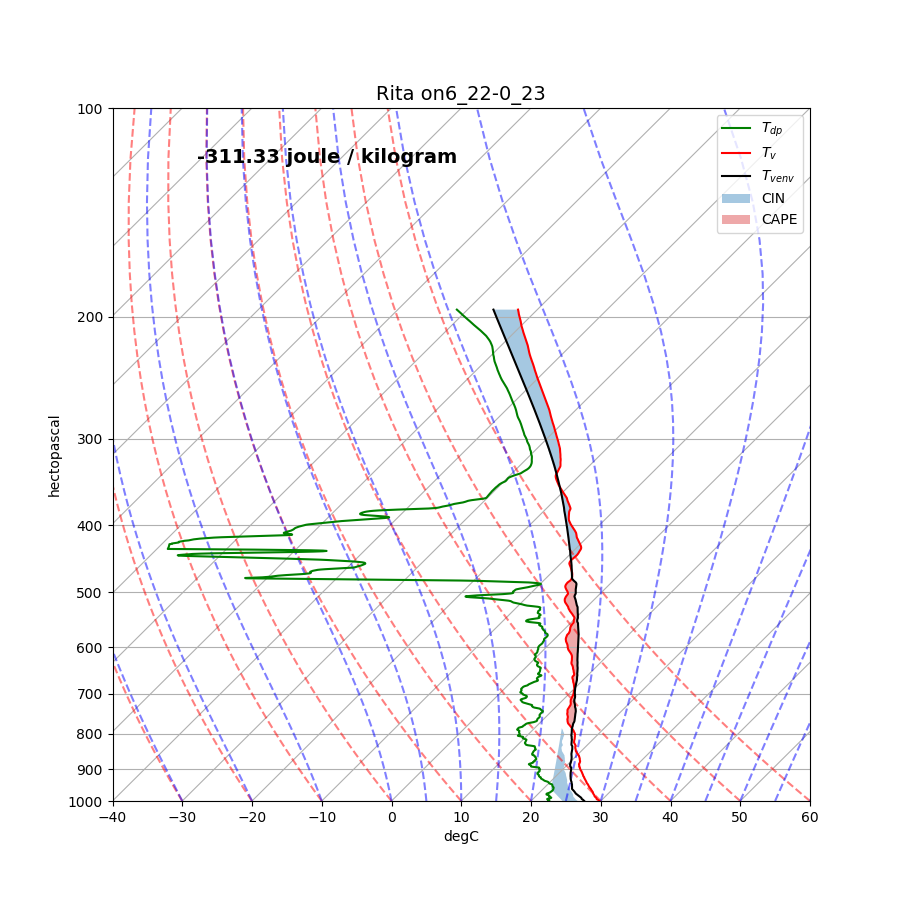 Rita on6_22-0_23
-311.33 joule / kilogram
T_dp
T_v
T_venv
CIN
CAPE
hectopascal
100
200
300
400
500
600
700
800
900
1000
−40 −30 −20 −10 0 10 20 30 40 50 60
degC